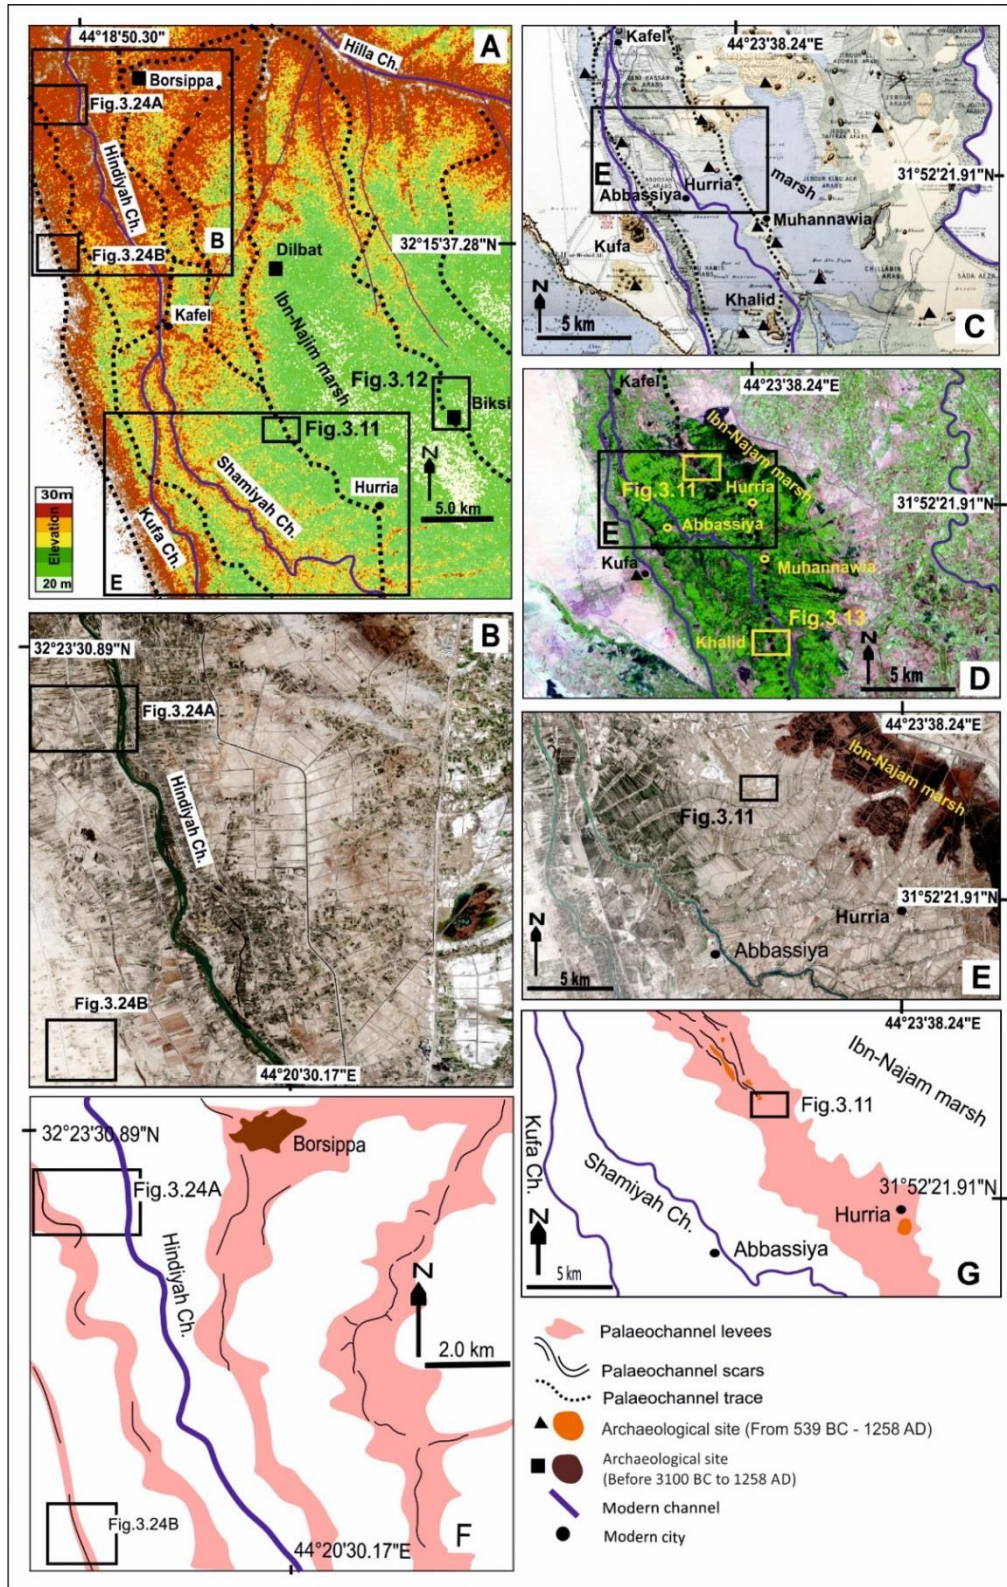 44°18'50.30"
A
Hilla Ch.
Borsippa
Fig.3.24A
Hindiyah Ch.
B
32°15'37.28"N
Fig.3.24B
Dilbat
Ibn-Najim marsh
Kafel
Fig.3.12
Biksi
Fig.3.11
N
Hurria
5.0 km
Shamiyah Ch.
Kufa Ch.
30m
Elevation
20 m
E
44°23'38.24"E
Kafel
E
31°52'21.91"N
Hurria
marsh
Abbassiya
Muhannawia
Kufa
CHILLABIN ARABS
Khalid
N
5 km
C
44°23'38.24"E
Kafel
Ibn-Najam marsh
31°52'21.91"N
Fig.3.11
Hurria
E
Abbassiya
Muhannawia
Kufa
Fig.3.13
Khalid
N
5 km
D
B
32°23'30.89"N
Fig.3.24A
Hindiyah Ch.
Fig.3.24B
44°20'30.17"E
44°23'38.24"E
Ibn-Najam marsh
Fig.3.11
31°52'21.91"N
Hurria
N
Abbassiya
5 km
E
32°23'30.89"N
Borsippa
Fig.3.24A
Hindiyah Ch.
N
2.0 km
Fig.3.24B
44°20'30.17"E
F
44°23'38.24"E
Ibn-Najam marsh
Fig.3.11
Kufa Ch.
Shamiyah Ch.
31°52'21.91"N
Hurria
N
Abbassiya
5 km
G
Palaeochannel levees
Palaeochannel scars
Palaeochannel trace
Archaeological site (From 539 BC - 1258 AD)
Archaeological site
(Before 3100 BC to 1258 AD)
Modern channel
Modern city